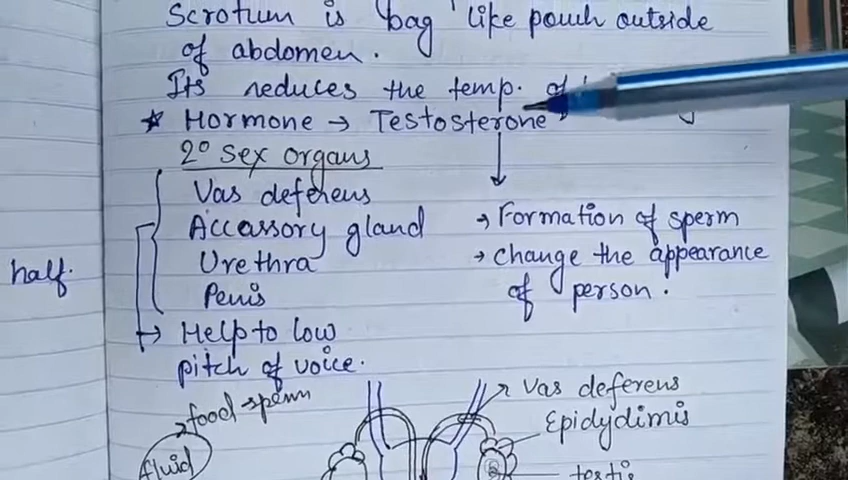 Scrotum is bag like pouch outside
of abdomen.
Its reduces the temp. of
★ Hormone → Testosterone
2° sex organs
Vas deferens
Accassory gland
Urethra
Penis
→ Formation of sperm
→ change the appearance
of person.
half.
→ Help to low
pitch of voice.
→ food → sperm
fluid
Vas deferens
Epidydimis
testis